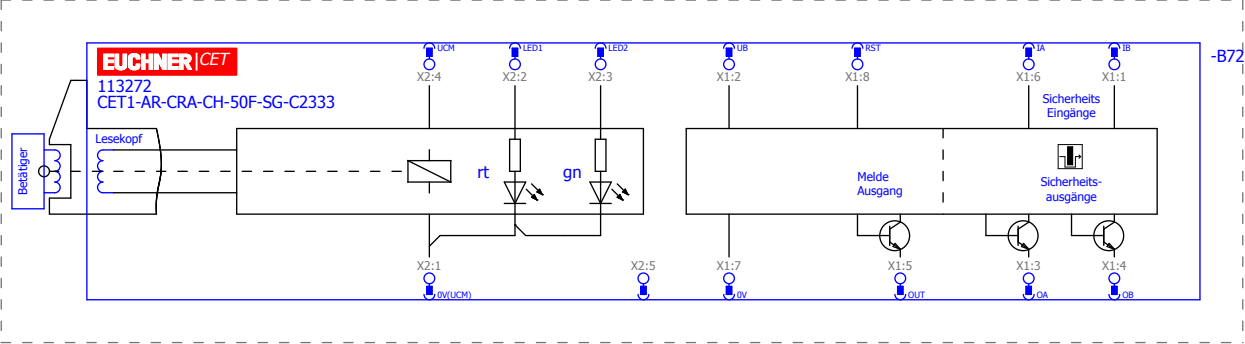 UCM LED1 LED2 UB RST IA IB
-B72
EUCHNER CET
X2:4 X2:2 X2:3 X1:2 X1:8 X1:6 X1:1
113272
CET1-AR-CRA-CH-50F-SG-C2333
Sicherheits
Eingänge
Lesekopf
Betätiger
rt gn
Melde
Ausgang
Sicherheits-
ausgänge
X2:1 X2:5 X1:7 X1:5 X1:3 X1:4
0V(UCM) 0V OUT OA OB